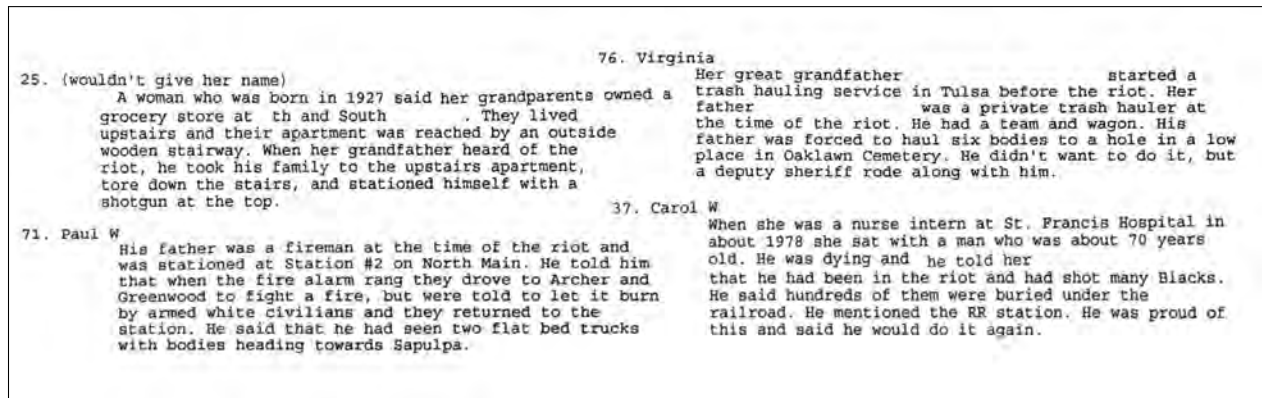 25. (wouldn't give her name)
A woman who was born in 1927 said her grandparents owned a
grocery store at th and South . They lived
upstairs and their apartment was reached by an outside
wooden stairway. When her grandfather heard of the
riot, he took his family to the upstairs apartment,
tore down the stairs, and stationed himself with a
shotgun at the top.
71. Paul W
His father was a fireman at the time of the riot and
was stationed at Station #2 on North Main. He told him
that when the fire alarm rang they drove to Archer and
Greenwood to fight a fire, but were told to let it burn
by armed white civilians and they returned to the
station. He said that he had seen two flat bed trucks
with bodies heading towards Sapulpa.
76. Virginia
Her great grandfather started a
trash hauling service in Tulsa before the riot. Her
father was a private trash hauler at
the time of the riot. He had a team and wagon. His
father was forced to haul six bodies to a hole in a low
place in Oaklawn Cemetery. He didn't want to do it, but
a deputy sheriff rode along with him.
37. Carol W
When she was a nurse intern at St. Francis Hospital in
about 1978 she sat with a man who was about 70 years
old. He was dying and he told her
that he had been in the riot and had shot many Blacks.
He said hundreds of them were buried under the
railroad. He mentioned the RR station. He was proud of
this and said he would do it again.